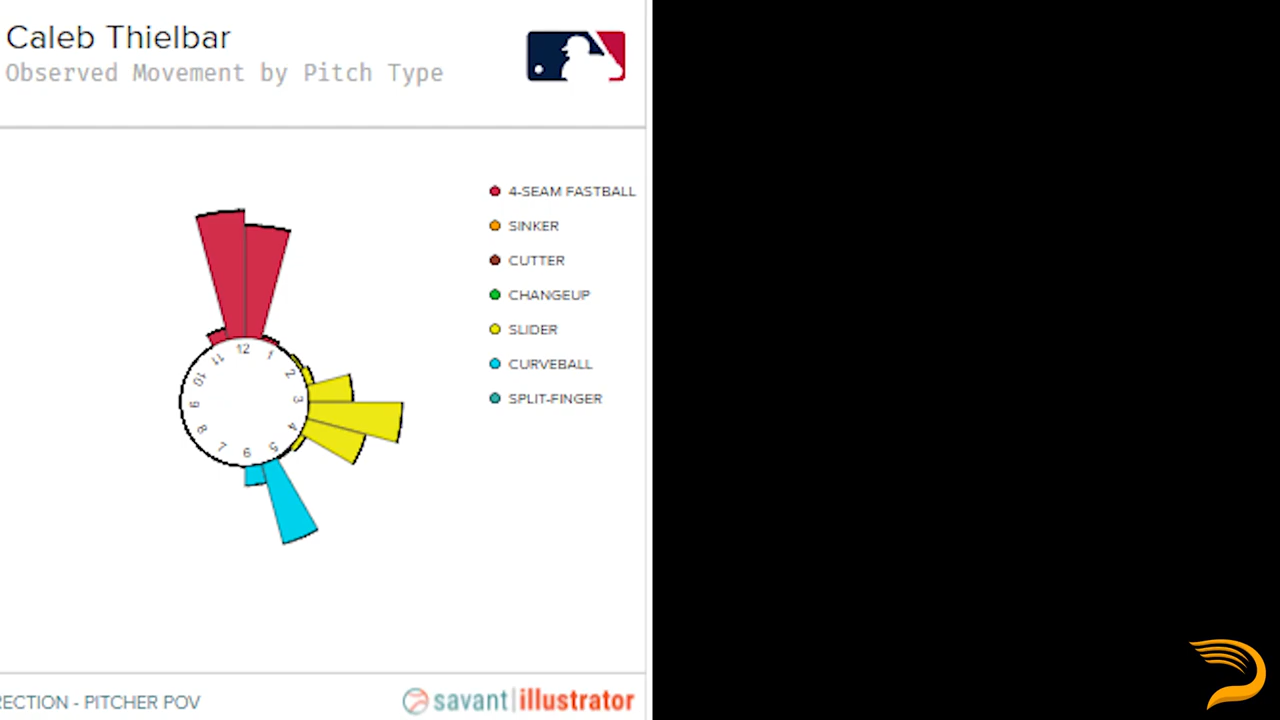 Caleb Thielbar
Observed Movement by Pitch Type
4-SEAM FASTBALL
SINKER
CUTTER
CHANGEUP
SLIDER
CURVEBALL
SPLIT-FINGER
12
1
2
3
4
5
6
7
8
9
10
11
RECTION - PITCHER POV
savant|illustrator